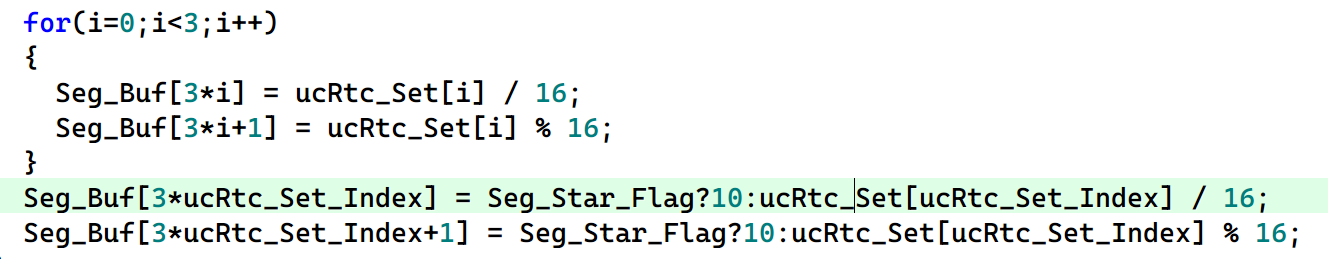 for(i=0;i<3;i++)
{
  Seg_Buf[3*i] = ucRtc_Set[i] / 16;
  Seg_Buf[3*i+1] = ucRtc_Set[i] % 16;
}
Seg_Buf[3*ucRtc_Set_Index] = Seg_Star_Flag?10:ucRtc_Set[ucRtc_Set_Index] / 16;
Seg_Buf[3*ucRtc_Set_Index+1] = Seg_Star_Flag?10:ucRtc_Set[ucRtc_Set_Index] % 16;